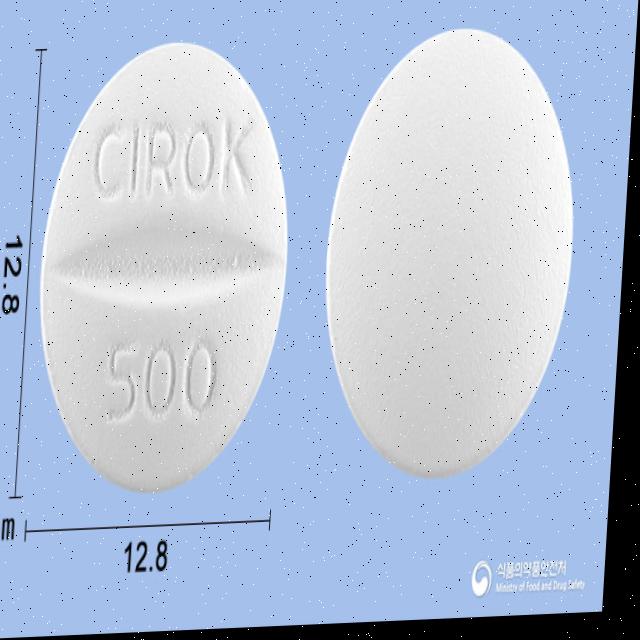 CIROK
500
12.8
m
12.8
식품의약품안전처
Ministry of Food and Drug Safety